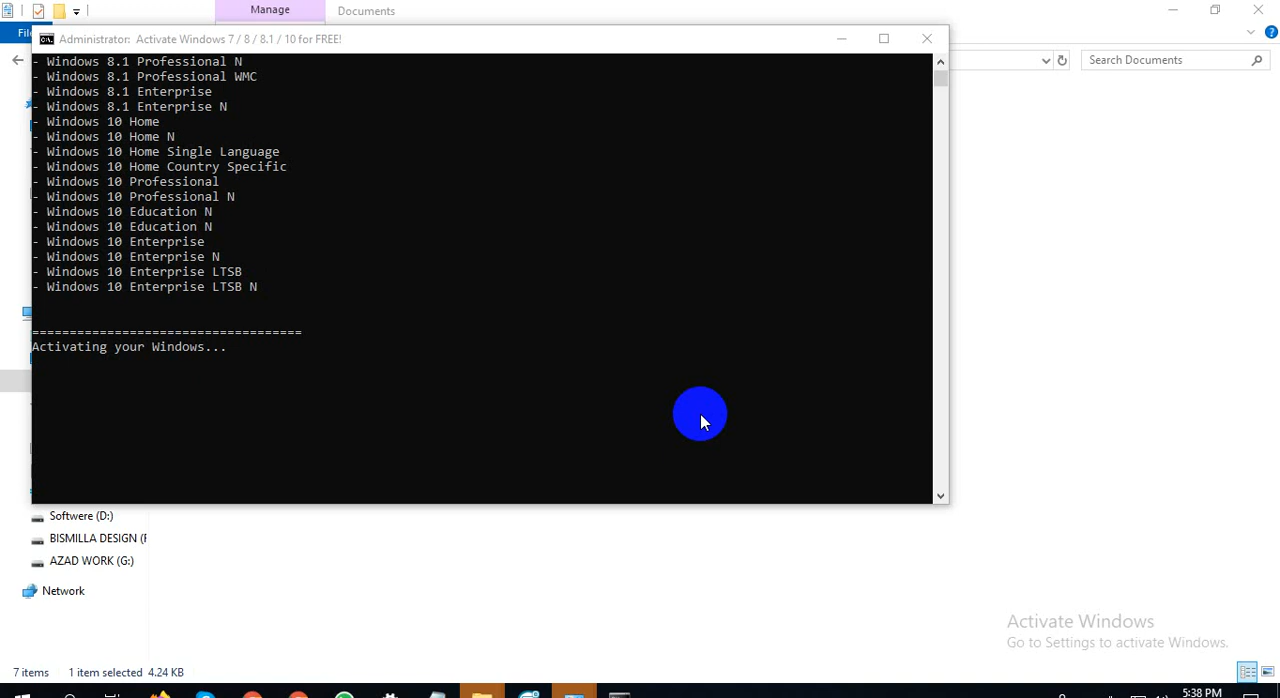 Manage
Documents
Administrator:  Activate Windows 7 / 8 / 8.1 / 10 for FREE!
Search Documents
- Windows 8.1 Professional N
- Windows 8.1 Professional WMC
- Windows 8.1 Enterprise
- Windows 8.1 Enterprise N
- Windows 10 Home
- Windows 10 Home N
- Windows 10 Home Single Language
- Windows 10 Home Country Specific
- Windows 10 Professional
- Windows 10 Professional N
- Windows 10 Education N
- Windows 10 Education N
- Windows 10 Enterprise
- Windows 10 Enterprise N
- Windows 10 Enterprise LTSB
- Windows 10 Enterprise LTSB N
====================================
Activating your Windows...
Softwere (D:)
BISMILLA DESIGN (F
AZAD WORK (G:)
Network
Activate Windows
Go to Settings to activate Windows.
7 items
1 item selected  4.24 KB
5:38 PM